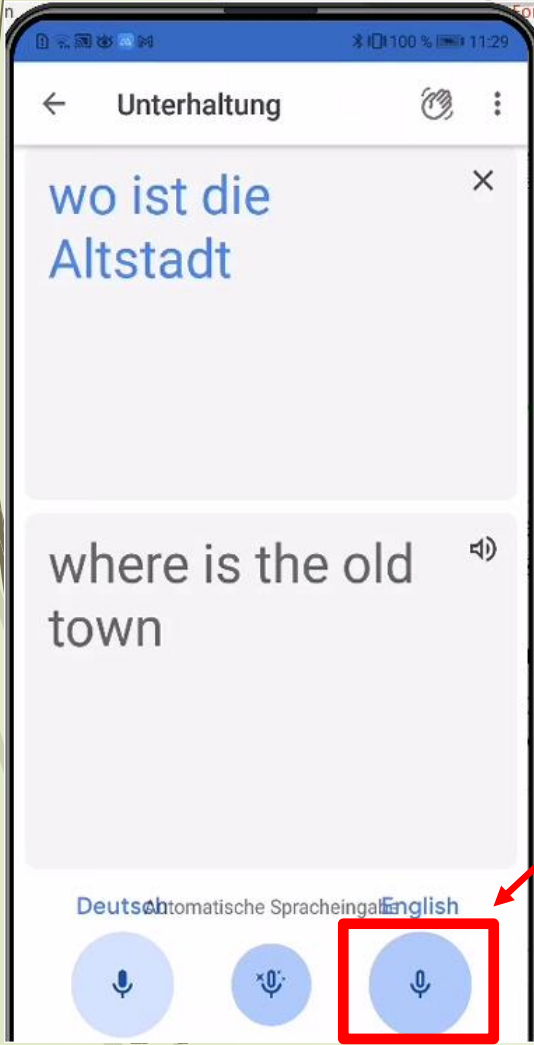 n
100 % 11:29
Unterhaltung
wo ist die
Altstadt
where is the old
town
Deutsch Automatische Spracheingabe English